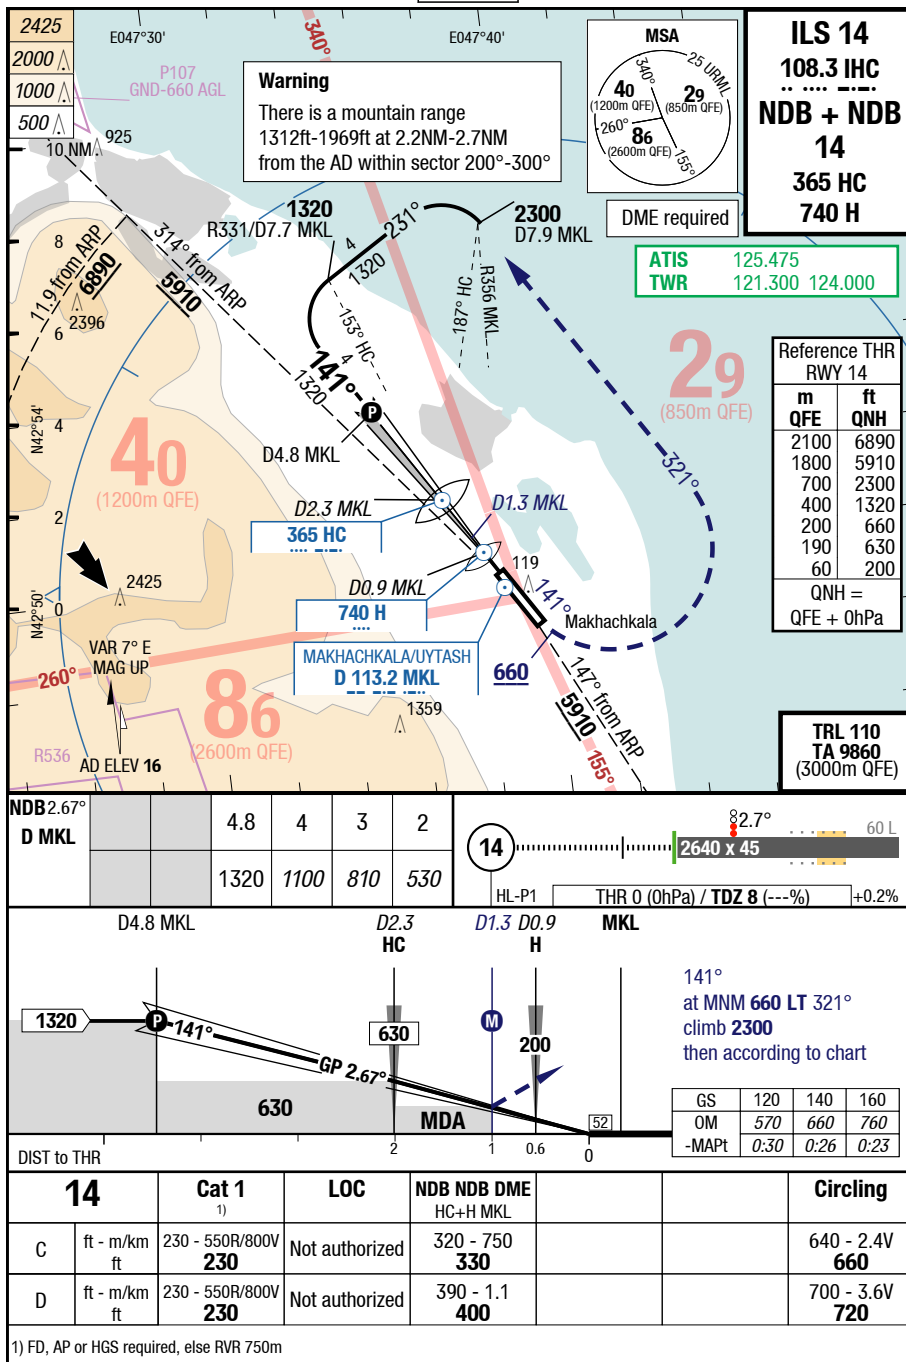 2425
2000
1000
500
10 NM
925
E047°30'
E047°40'
P107
GND-660 AGL
340°
Warning
There is a mountain range
1312ft-1969ft at 2.2NM-2.7NM
from the AD within sector 200°-300°
MSA
25 URML
340°
40
(1200m QFE)
29
(850m QFE)
260°
86
(2600m QFE)
155°
DME required
ILS 14
108.3 IHC
NDB + NDB
14
365 HC
740 H
ATIS 125.475
TWR 121.300 124.000
1320
R331/D7.7 MKL
2300
D7.9 MKL
231°
4
1320
314° from ARP
5910
11.9 from ARP
6890
2396
8
6
4
2
0
153° HC
187° HC
R356 MKL
141°
4
1320
P
D4.8 MKL
29
(850m QFE)
321°
N42°54'
N42°50'
40
(1200m QFE)
D2.3 MKL
365 HC
D1.3 MKL
D0.9 MKL
740 H
119
141°
Makhachkala
MAKHACHKALA/UYTASH
D 113.2 MKL
660
147° from ARP
5910
155°
2425
VAR 7° E
MAG UP
260°
86
(2600m QFE)
1359
R536
AD ELEV 16
Reference THR
RWY 14
m ft
QFE QNH
2100 6890
1800 5910
700 2300
400 1320
200 660
190 630
60 200
QNH =
QFE + 0hPa
TRL 110
TA 9860
(3000m QFE)
NDB 2.67°
D MKL
4.8 4 3 2
1320 1100 810 530
14
2.7°
60 L
2640 x 45
HL-P1
THR 0 (0hPa) / TDZ 8 (---%)
+0.2%
D4.8 MKL D2.3 D1.3 D0.9 MKL
HC H
1320
P
141°
GP 2.67°
630
M
200
630
MDA
52
DIST to THR
2 1 0.6 0
141°
at MNM 660 LT 321°
climb 2300
then according to chart
GS 120 140 160
OM 570 660 760
-MAPt 0:30 0:26 0:23
14 Cat 1 LOC NDB NDB DME Circling
1) HC+H MKL
C ft - m/km 230 - 550R/800V Not authorized 320 - 750 640 - 2.4V
ft 230 330 660
D ft - m/km 230 - 550R/800V Not authorized 390 - 1.1 700 - 3.6V
ft 230 400 720
1) FD, AP or HGS required, else RVR 750m